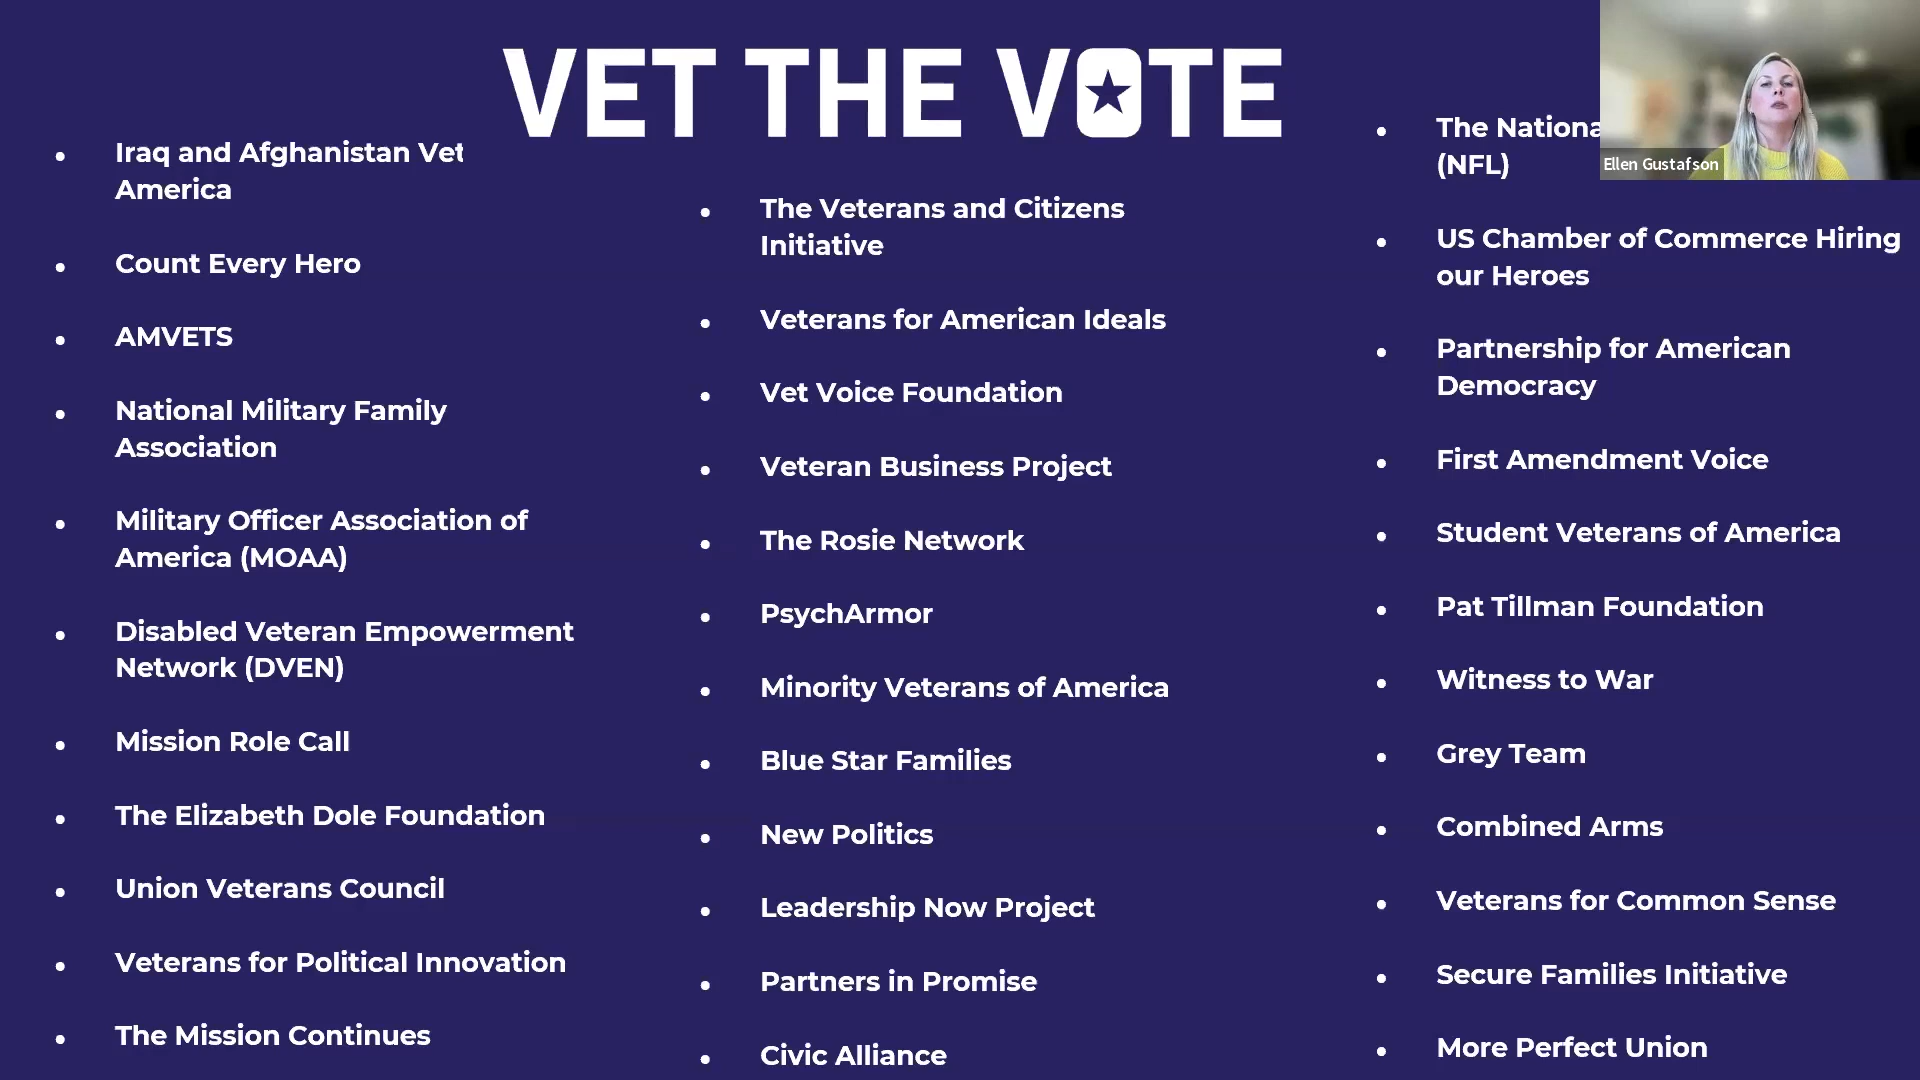 VET THE VOTE
Iraq and Afghanistan Vet
America
Count Every Hero
AMVETS
National Military Family
Association
Military Officer Association of
America (MOAA)
Disabled Veteran Empowerment
Network (DVEN)
Mission Role Call
The Elizabeth Dole Foundation
Union Veterans Council
Veterans for Political Innovation
The Mission Continues
The Veterans and Citizens
Initiative
Veterans for American Ideals
Vet Voice Foundation
Veteran Business Project
The Rosie Network
PsychArmor
Minority Veterans of America
Blue Star Families
New Politics
Leadership Now Project
Partners in Promise
Civic Alliance
The Nationa
(NFL)
US Chamber of Commerce Hiring
our Heroes
Partnership for American
Democracy
First Amendment Voice
Student Veterans of America
Pat Tillman Foundation
Witness to War
Grey Team
Combined Arms
Veterans for Common Sense
Secure Families Initiative
More Perfect Union
Ellen Gustafson